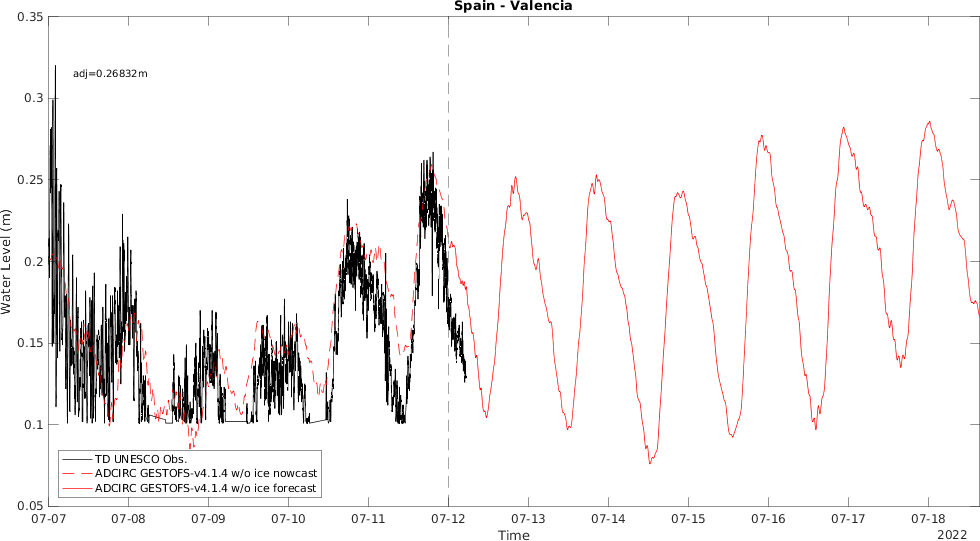 Spain - Valencia
0.35
adj=0.26832m
0.3
0.25
0.2
0.15
0.1
0.05
Water Level (m)
TD UNESCO Obs.
ADCIRC GESTOFS-v4.1.4 w/o ice nowcast
ADCIRC GESTOFS-v4.1.4 w/o ice forecast
07-07 07-08 07-09 07-10 07-11 07-12 07-13 07-14 07-15 07-16 07-17 07-18
Time
2022